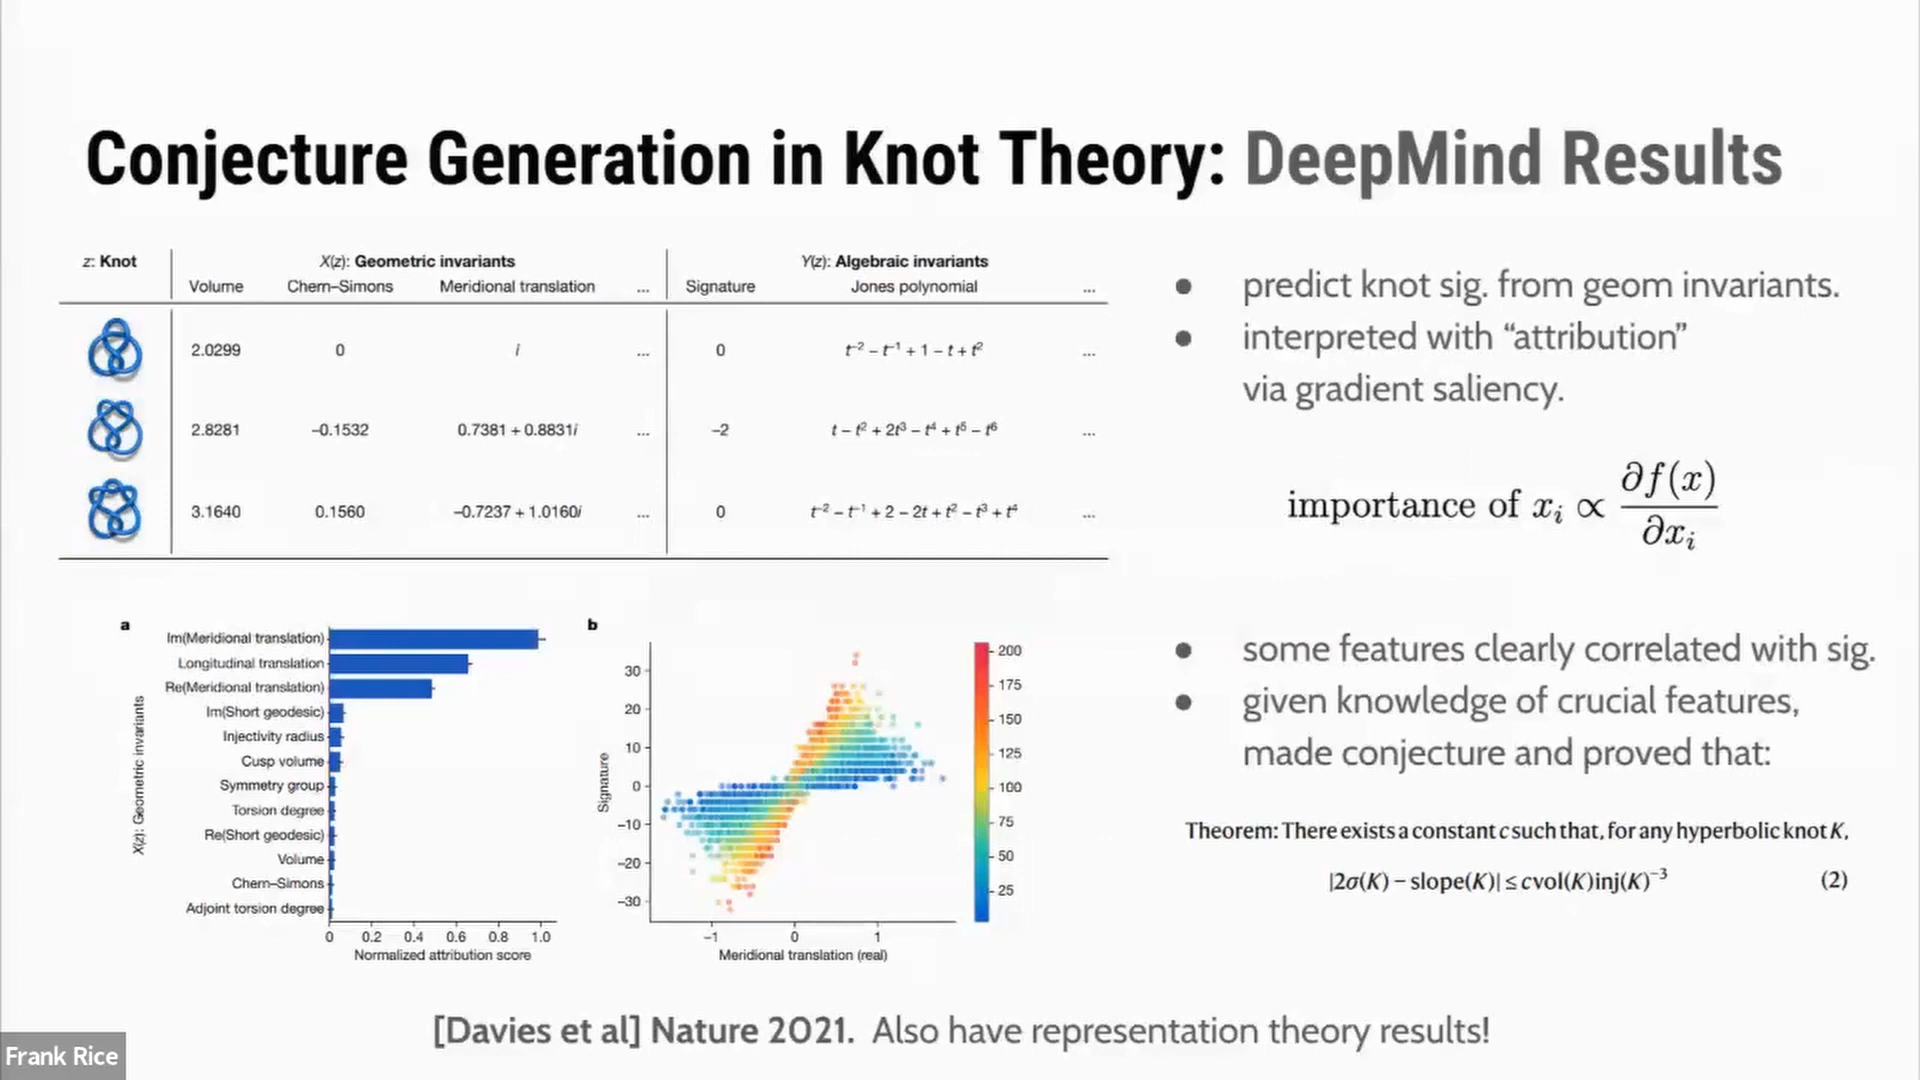 Conjecture Generation in Knot Theory: DeepMind Results
z: Knot
X(z): Geometric invariants
Y(z): Algebraic invariants
Volume Chern–Simons Meridional translation ... Signature Jones polynomial ...
2.0299 0 i ... 0 t⁻² – t⁻¹ + 1 – t + t² ...
2.8281 –0.1532 0.7381 + 0.8831i ... –2 t – t² + 2t³ – t⁴ + t⁵ – t⁶ ...
3.1640 0.1560 –0.7237 + 1.0160i ... 0 t⁻² – t⁻¹ + 2 – 2t + t² – t³ + t⁴ ...
● predict knot sig. from geom invariants.
● interpreted with “attribution”
via gradient saliency.
importance of xᵢ ∝ ∂f(x)/∂xᵢ
a
X(z): Geometric invariants
Im(Meridional translation)
Longitudinal translation
Re(Meridional translation)
Im(Short geodesic)
Injectivity radius
Cusp volume
Symmetry group
Torsion degree
Re(Short geodesic)
Volume
Chern–Simons
Adjoint torsion degree
0 0.2 0.4 0.6 0.8 1.0
Normalized attribution score
b
Signature
30
20
10
0
–10
–20
–30
–1 0 1
Meridional translation (real)
200
175
150
125
100
75
50
25
● some features clearly correlated with sig.
● given knowledge of crucial features,
made conjecture and proved that:
Theorem: There exists a constant c such that, for any hyperbolic knot K,
|2σ(K) – slope(K)| ≤ cvol(K)inj(K)⁻³ (2)
[Davies et al] Nature 2021. Also have representation theory results!
Frank Rice